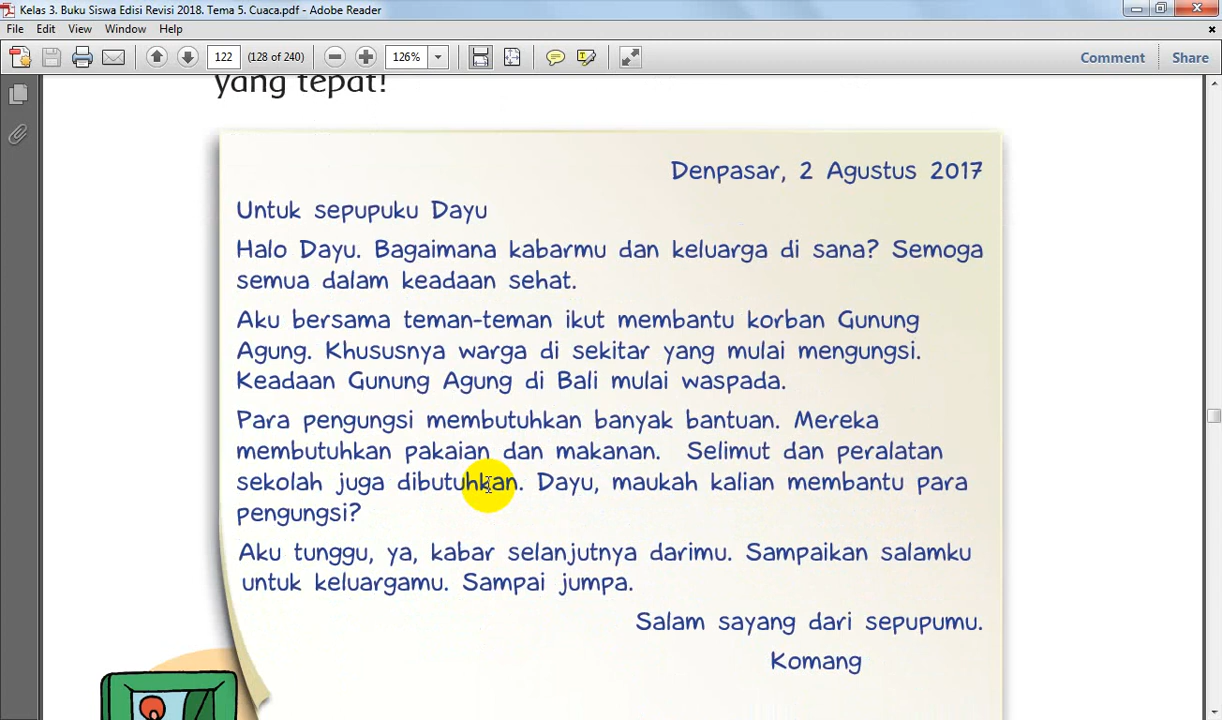 Kelas 3. Buku Siswa Edisi Revisi 2018. Tema 5. Cuaca.pdf - Adobe Reader
File Edit View Window Help
122 (128 of 240) 126% Comment Share
yang tepat!
Denpasar, 2 Agustus 2017
Untuk sepupuku Dayu
Halo Dayu. Bagaimana kabarmu dan keluarga di sana? Semoga
semua dalam keadaan sehat.
Aku bersama teman-teman ikut membantu korban Gunung
Agung. Khususnya warga di sekitar yang mulai mengungsi.
Keadaan Gunung Agung di Bali mulai waspada.
Para pengungsi membutuhkan banyak bantuan. Mereka
membutuhkan pakaian dan makanan. Selimut dan peralatan
sekolah juga dibutuhkan. Dayu, maukah kalian membantu para
pengungsi?
Aku tunggu, ya, kabar selanjutnya darimu. Sampaikan salamku
untuk keluargamu. Sampai jumpa.
Salam sayang dari sepupumu.
Komang